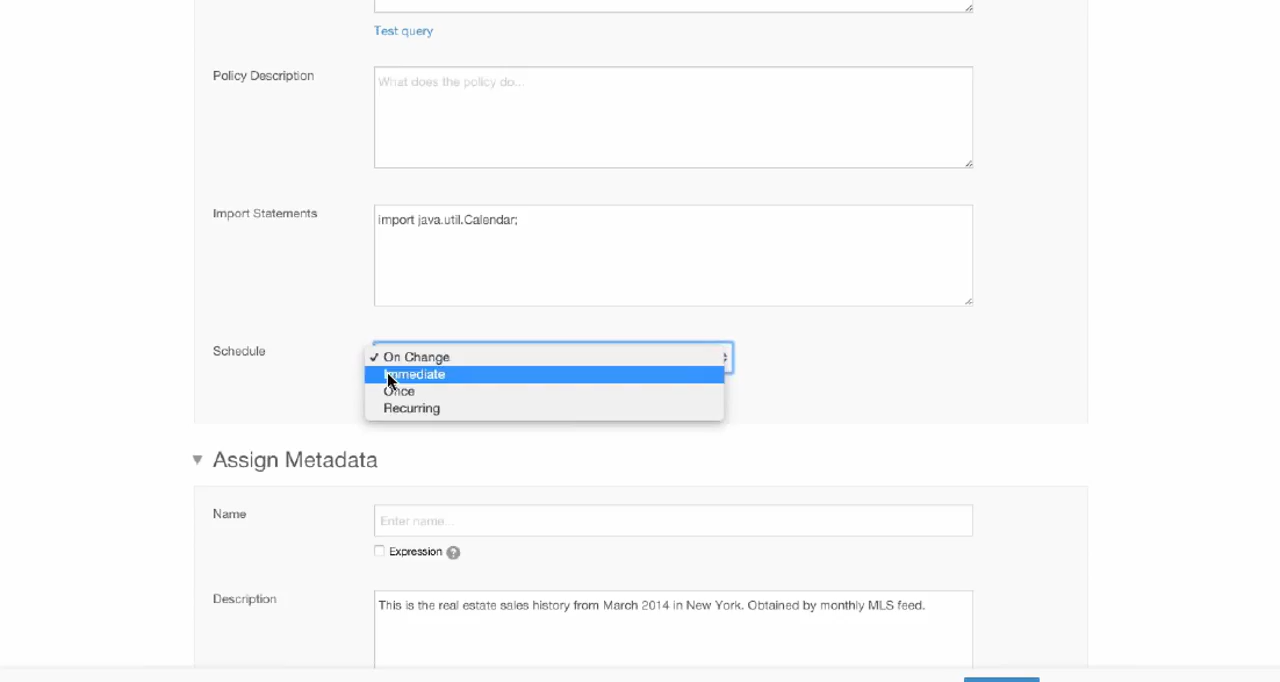 Test query
Policy Description
What does the policy do...
Import Statements
import java.util.Calendar;
Schedule
✓ On Change
Immediate
Once
Recurring
▼ Assign Metadata
Name
Enter name...
Expression ?
Description
This is the real estate sales history from March 2014 in New York. Obtained by monthly MLS feed.